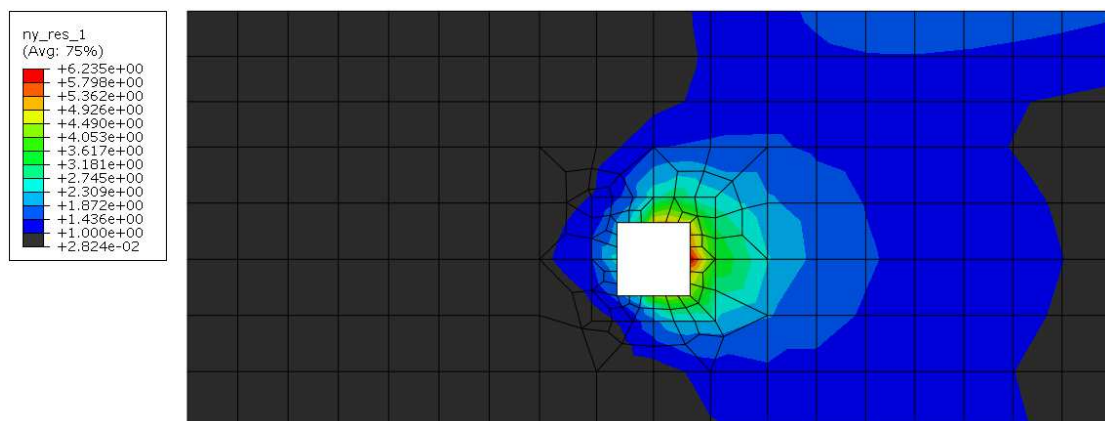 ny_res_1
(Avg: 75%)
+6.235e+00
+5.798e+00
+5.362e+00
+4.926e+00
+4.490e+00
+4.053e+00
+3.617e+00
+3.181e+00
+2.745e+00
+2.309e+00
+1.872e+00
+1.436e+00
+1.000e+00
+2.824e-02